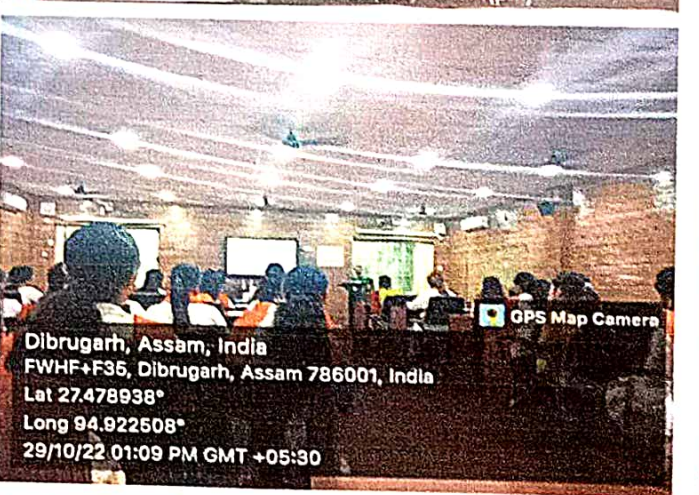 GPS Map Camera
Dibrugarh, Assam, India
FWHF+F35, Dibrugarh, Assam 786001, India
Lat 27.478938°
Long 94.922508°
29/10/22 01:09 PM GMT +05:30